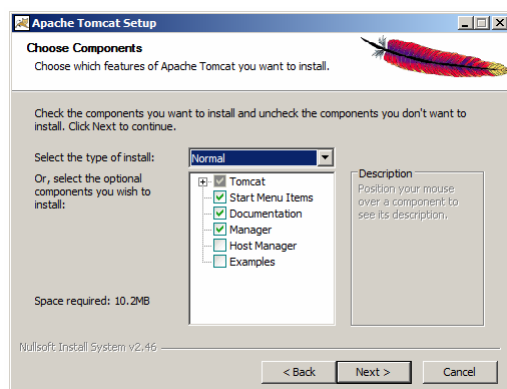 Apache Tomcat Setup
Choose Components
Choose which features of Apache Tomcat you want to install.
Check the components you want to install and uncheck the components you don't want to
install. Click Next to continue.
Select the type of install:
Normal
Or, select the optional
components you wish to
install:
Tomcat
Start Menu Items
Documentation
Manager
Host Manager
Examples
Description
Position your mouse
over a component to
see its description.
Space required: 10.2MB
Nullsoft Install System v2.46
< Back
Next >
Cancel